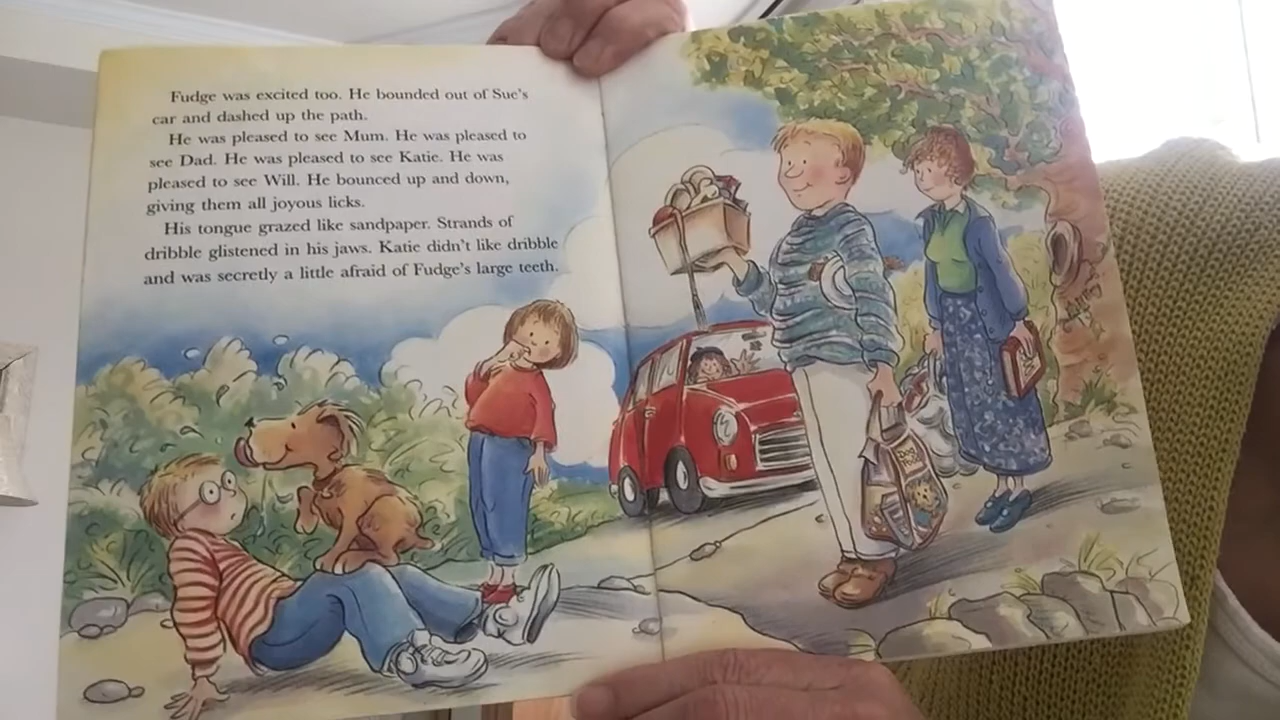 Fudge was excited too. He bounded out of Sue's
car and dashed up the path.
He was pleased to see Mum. He was pleased to
see Dad. He was pleased to see Katie. He was
pleased to see Will. He bounced up and down,
giving them all joyous licks.
His tongue grazed like sandpaper. Strands of
dribble glistened in his jaws. Katie didn't like dribble
and was secretly a little afraid of Fudge's large teeth.
Dog